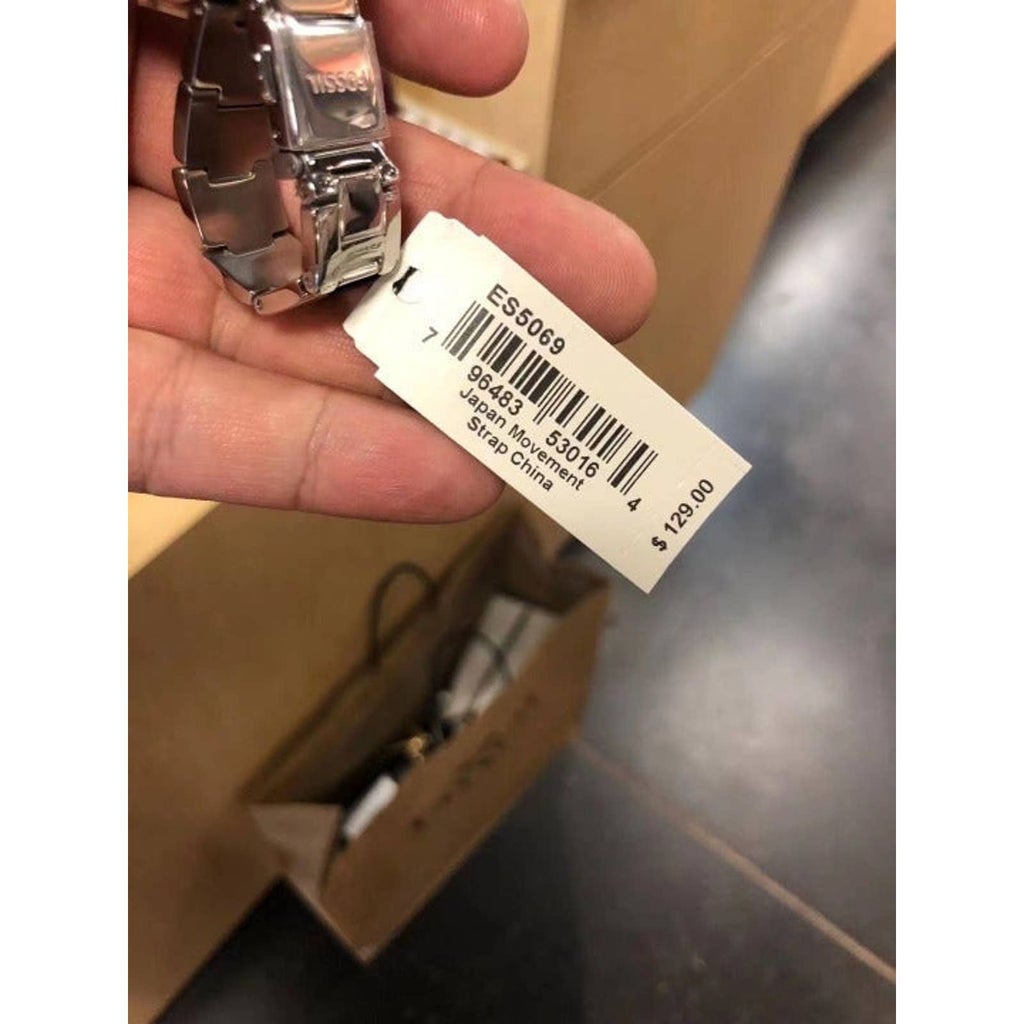 FOSSIL
ES5069
7 96483 53016 4
Japan Movement
Strap China
$ 129.00